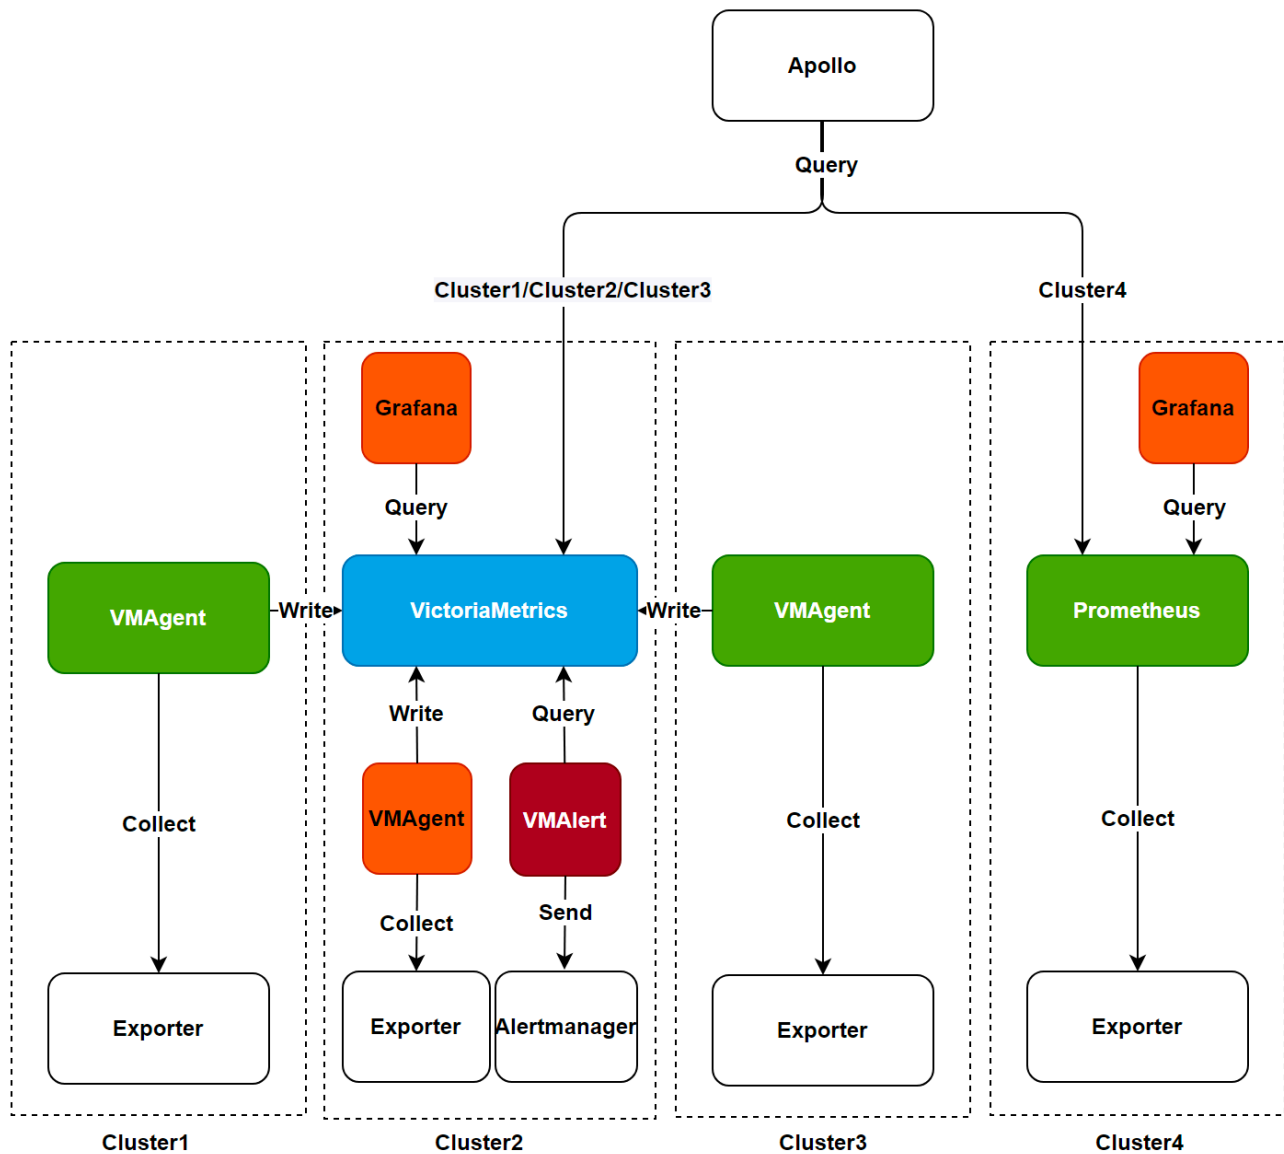 Apollo
Query
Cluster1/Cluster2/Cluster3
Cluster4
Grafana
Grafana
Query
Query
VMAgent
Write
VictoriaMetrics
Write
VMAgent
Prometheus
Write
Query
Collect
VMAgent
VMAlert
Collect
Collect
Collect
Send
Exporter
Exporter
Alertmanager
Exporter
Exporter
Cluster1
Cluster2
Cluster3
Cluster4